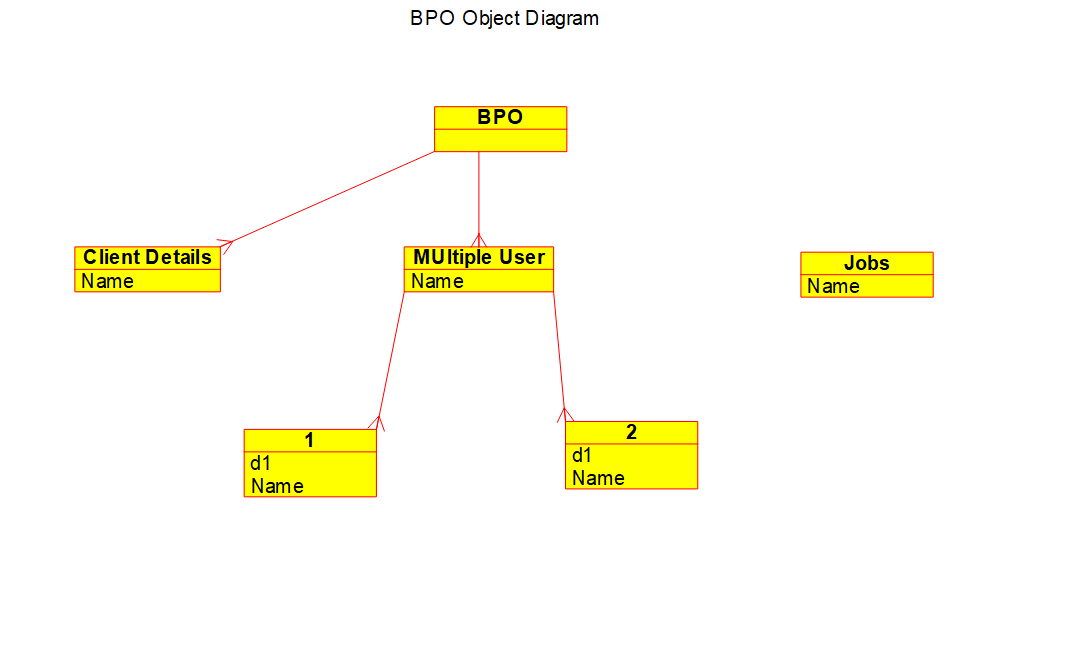 BPO Object Diagram
BPO
Client Details
Name
MUltiple User
Name
Jobs
Name
1
d1
Name
2
d1
Name